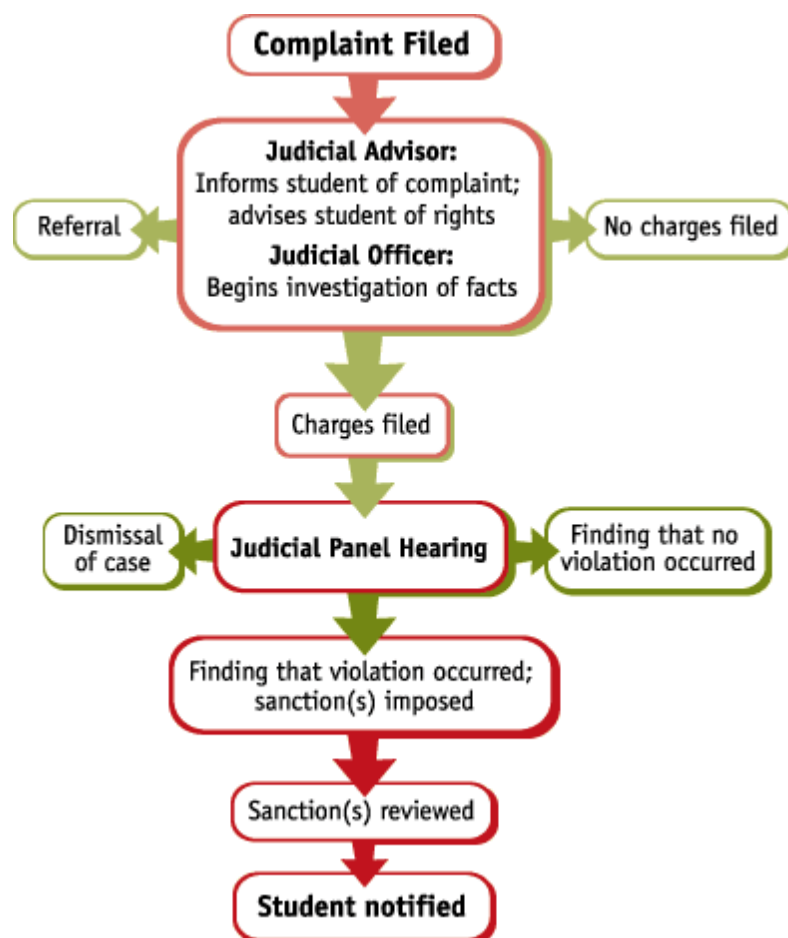 Complaint Filed
Judicial Advisor:
Informs student of complaint;
advises student of rights
Judicial Officer:
Begins investigation of facts
Referral
No charges filed
Charges filed
Judicial Panel Hearing
Dismissal
of case
Finding that no
violation occurred
Finding that violation occurred;
sanction(s) imposed
Sanction(s) reviewed
Student notified